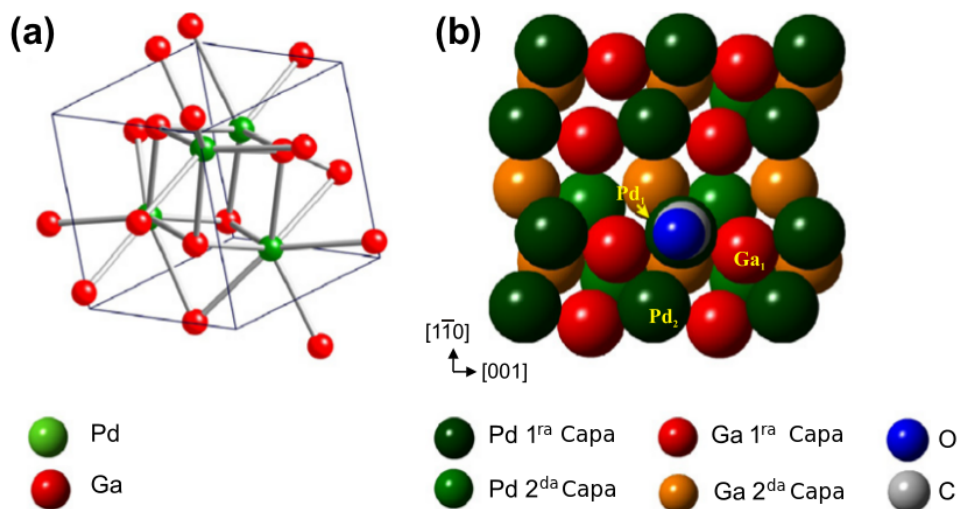 (a)
(b)
Pd₁
Ga₁
Pd₂
[11̄0]
[001]
Pd
Ga
Pd 1ʳᵃ Capa
Pd 2ᵈᵃ Capa
Ga 1ʳᵃ Capa
Ga 2ᵈᵃ Capa
O
C